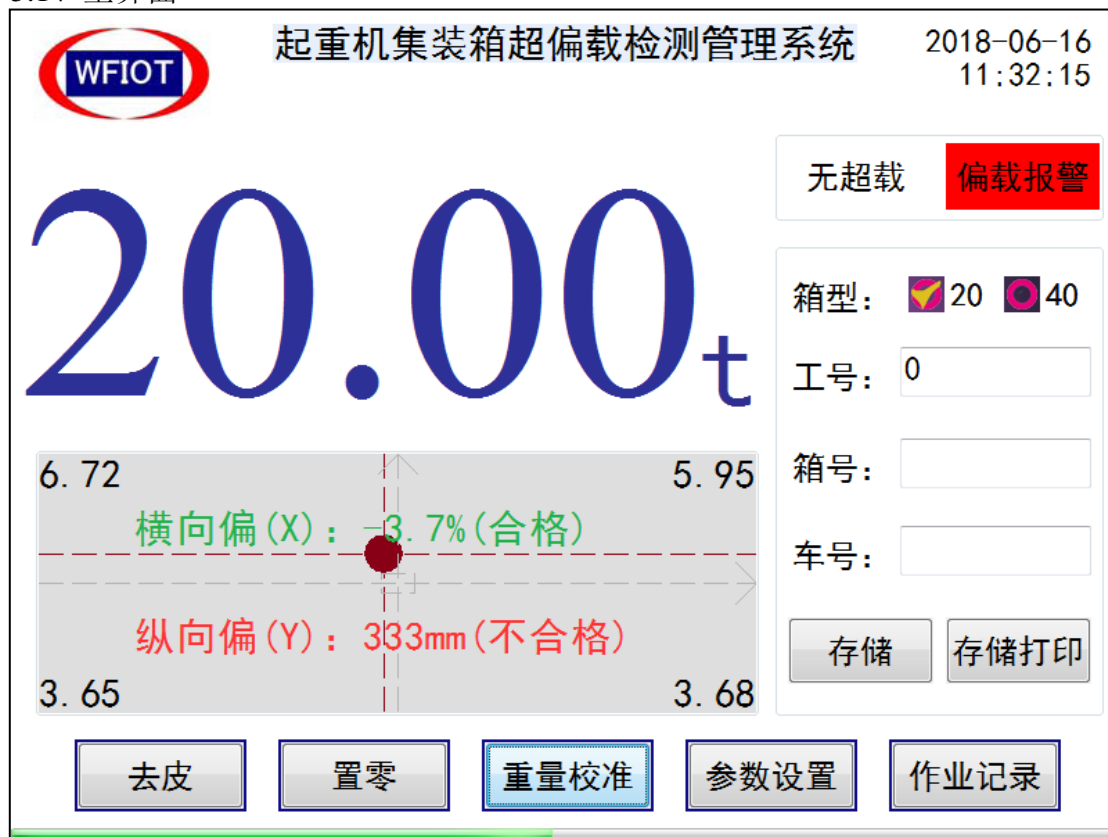 WFIOT
起重机集装箱超偏载检测管理系统
2018-06-16
11:32:15
无超载 偏载报警
20.00t
箱型: 20 40
工号: 0
箱号:
车号:
6.72 5.95
横向偏(X): -3.7%(合格)
纵向偏(Y): 333mm(不合格)
3.65 3.68
存储 存储打印
去皮 置零 重量校准 参数设置 作业记录